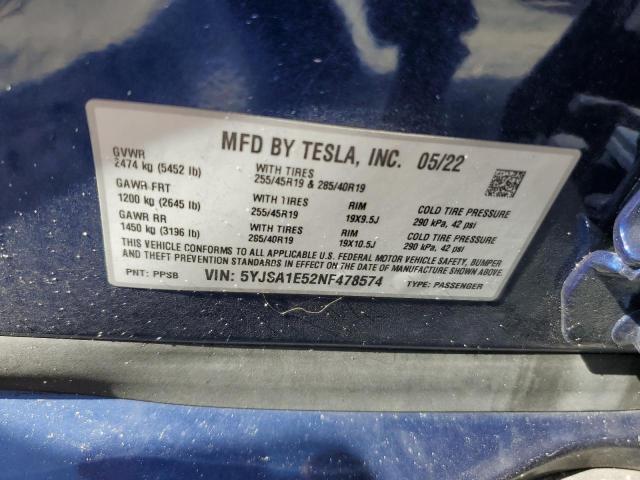 MFD BY TESLA, INC. 05/22
GVWR
2474 kg (5452 lb)
WITH TIRES
255/45R19 & 285/40R19
GAWR FRT
1200 kg (2645 lb)
WITH TIRES
255/45R19
RIM
19X9.5J
COLD TIRE PRESSURE
290 kPa, 42 psi
GAWR RR
1450 kg (3196 lb)
WITH TIRES
285/40R19
RIM
19X10.5J
COLD TIRE PRESSURE
290 kPa, 42 psi
THIS VEHICLE CONFORMS TO ALL APPLICABLE U.S. FEDERAL MOTOR VEHICLE SAFETY, BUMPER
AND THEFT PREVENTION STANDARDS IN EFFECT ON THE DATE OF MANUFACTURE SHOWN ABOVE.
PNT: PPSB
VIN: 5YJSA1E52NF478574
TYPE: PASSENGER